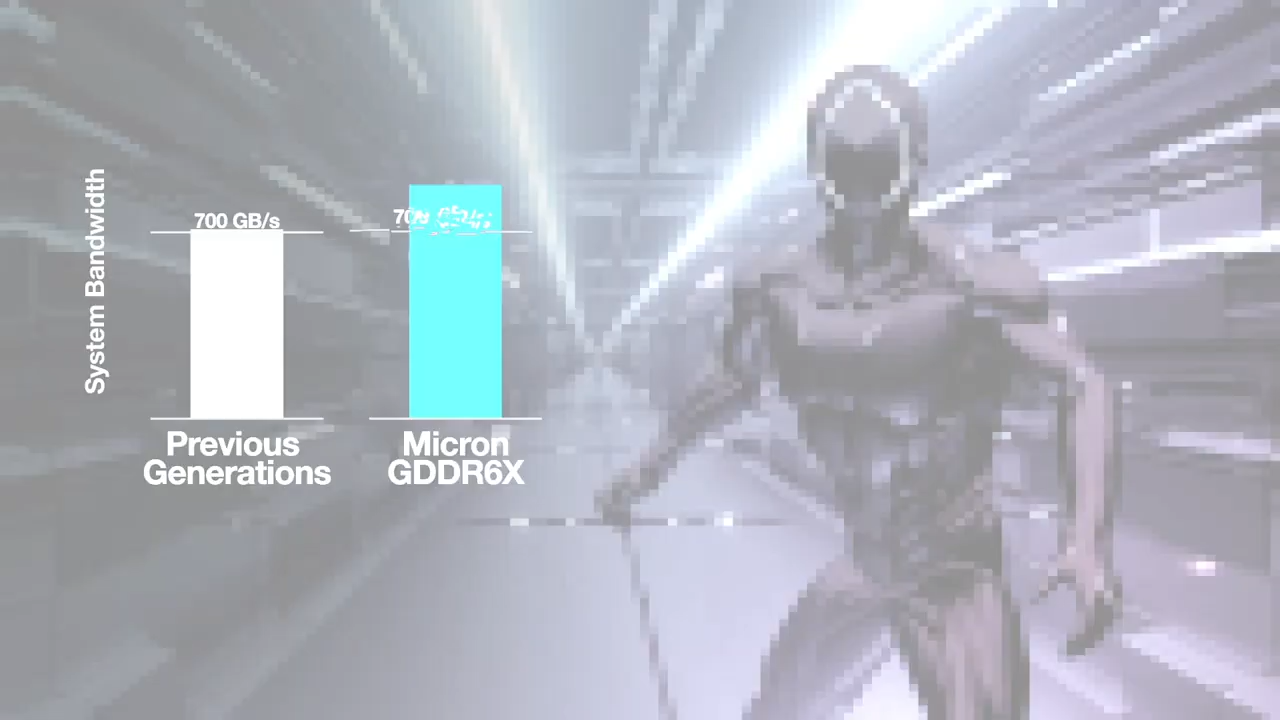 System Bandwidth
700 GB/s
Previous
Generations
Micron
GDDR6X